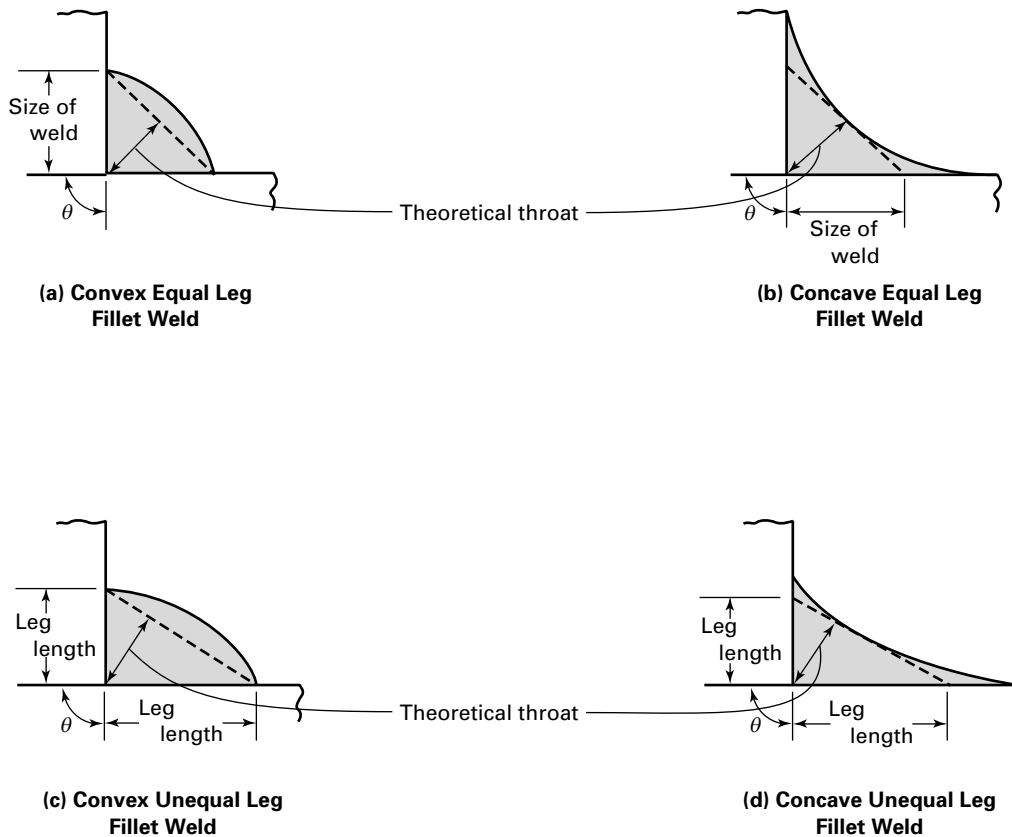 Size of
weld
θ
Theoretical throat
θ
Size of
weld
(a) Convex Equal Leg
Fillet Weld
(b) Concave Equal Leg
Fillet Weld
Leg
length
θ
Leg
length
Theoretical throat
Leg
length
θ
Leg
length
(c) Convex Unequal Leg
Fillet Weld
(d) Concave Unequal Leg
Fillet Weld